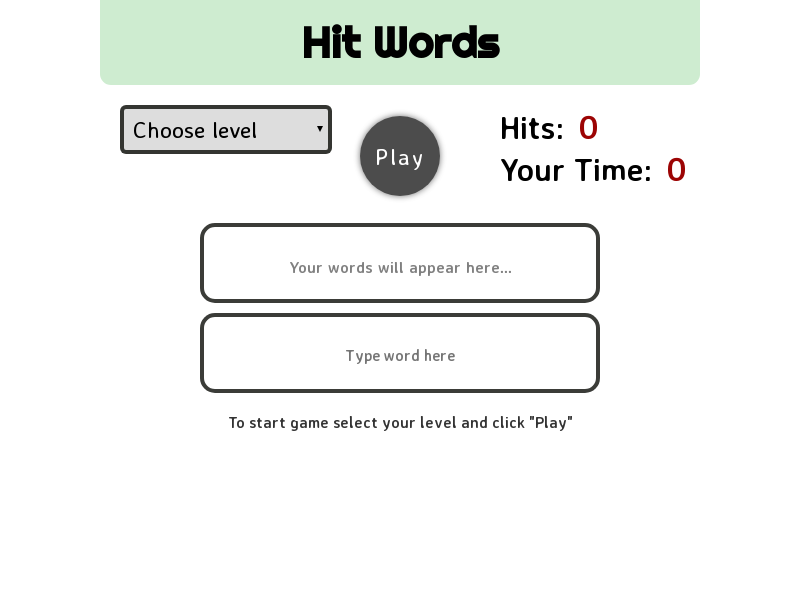 Hit Words
Choose level
Play
Hits: 0
Your Time: 0
Your words will appear here...
Type word here
To start game select your level and click "Play"